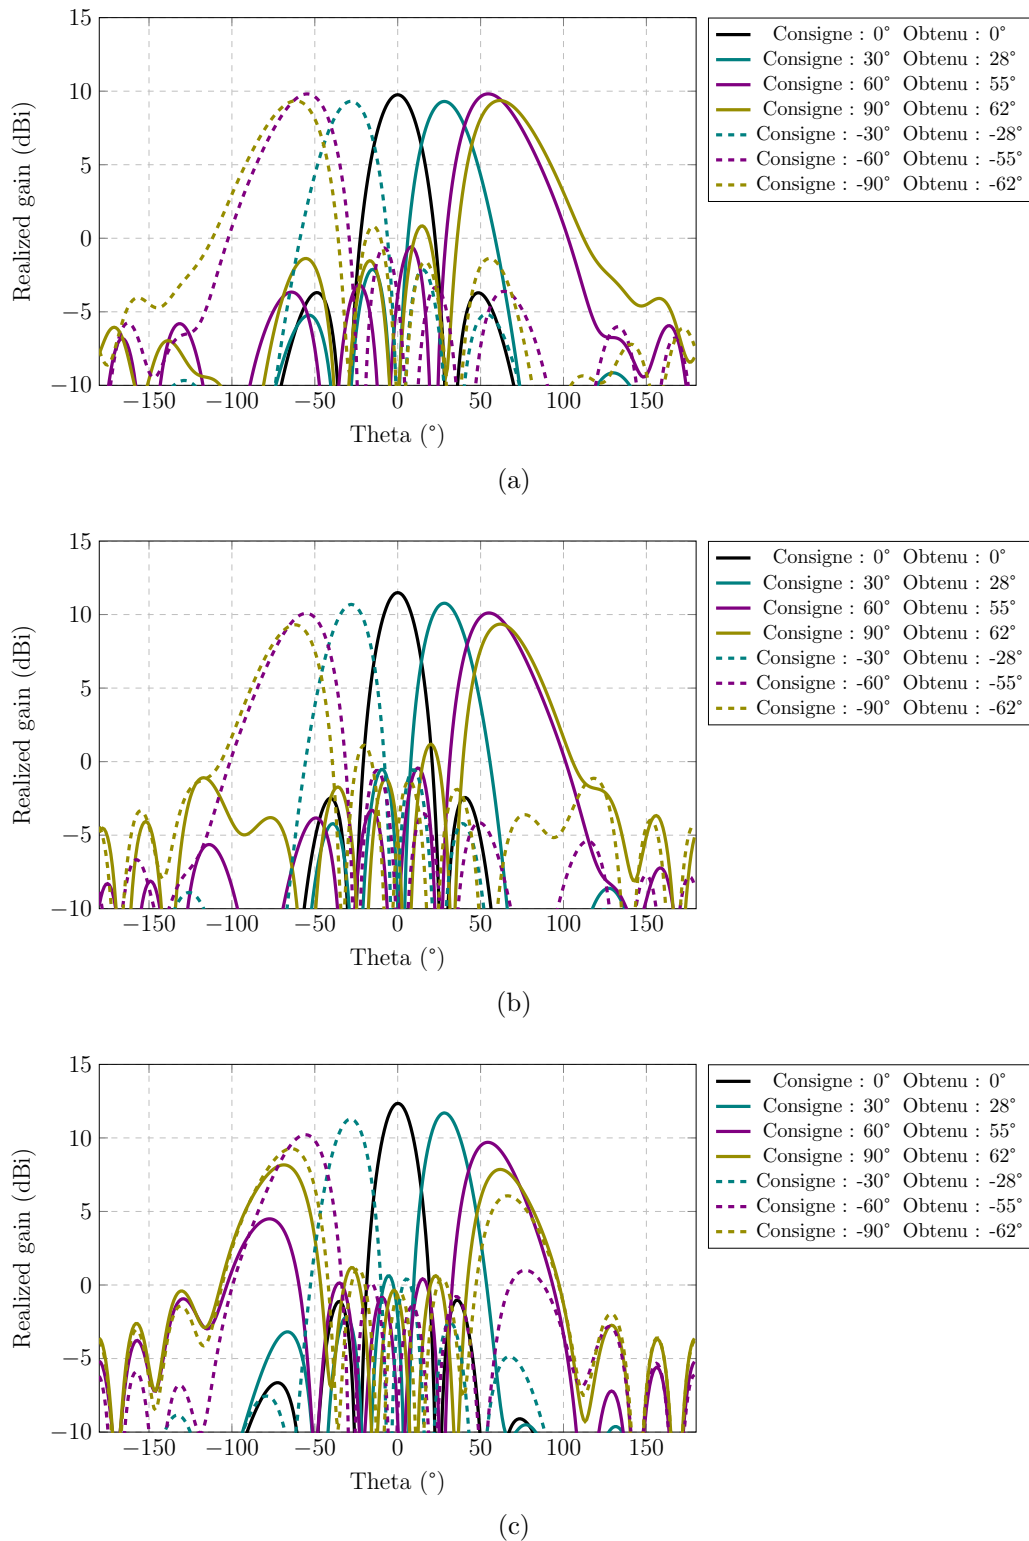 15
10
5
0
−5
−10
Realized gain (dBi)
−150 −100 −50 0 50 100 150
Theta (°)
Consigne : 0° Obtenu : 0°
Consigne : 30° Obtenu : 28°
Consigne : 60° Obtenu : 55°
Consigne : 90° Obtenu : 62°
Consigne : -30° Obtenu : -28°
Consigne : -60° Obtenu : -55°
Consigne : -90° Obtenu : -62°
(a)
15
10
5
0
−5
−10
Realized gain (dBi)
−150 −100 −50 0 50 100 150
Theta (°)
Consigne : 0° Obtenu : 0°
Consigne : 30° Obtenu : 28°
Consigne : 60° Obtenu : 55°
Consigne : 90° Obtenu : 62°
Consigne : -30° Obtenu : -28°
Consigne : -60° Obtenu : -55°
Consigne : -90° Obtenu : -62°
(b)
15
10
5
0
−5
−10
Realized gain (dBi)
−150 −100 −50 0 50 100 150
Theta (°)
Consigne : 0° Obtenu : 0°
Consigne : 30° Obtenu : 28°
Consigne : 60° Obtenu : 55°
Consigne : 90° Obtenu : 62°
Consigne : -30° Obtenu : -28°
Consigne : -60° Obtenu : -55°
Consigne : -90° Obtenu : -62°
(c)